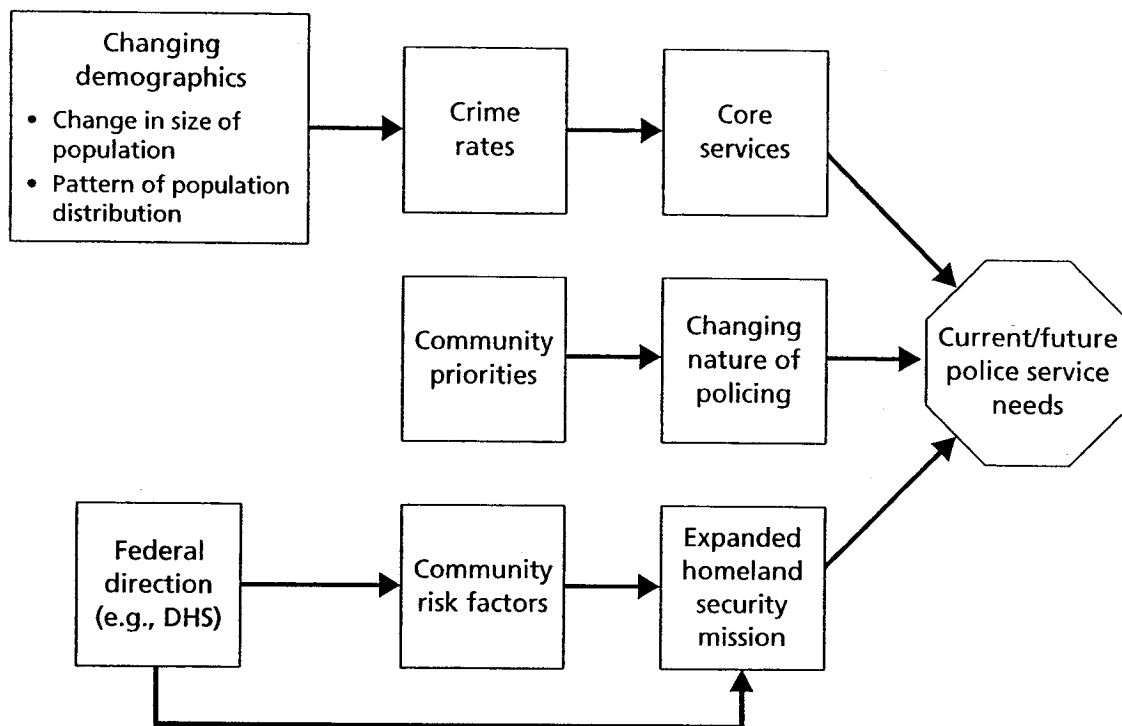 Changing
demographics
• Change in size of
population
• Pattern of population
distribution
Crime
rates
Core
services
Community
priorities
Changing
nature of
policing
Current/future
police service
needs
Federal
direction
(e.g., DHS)
Community
risk factors
Expanded
homeland
security
mission